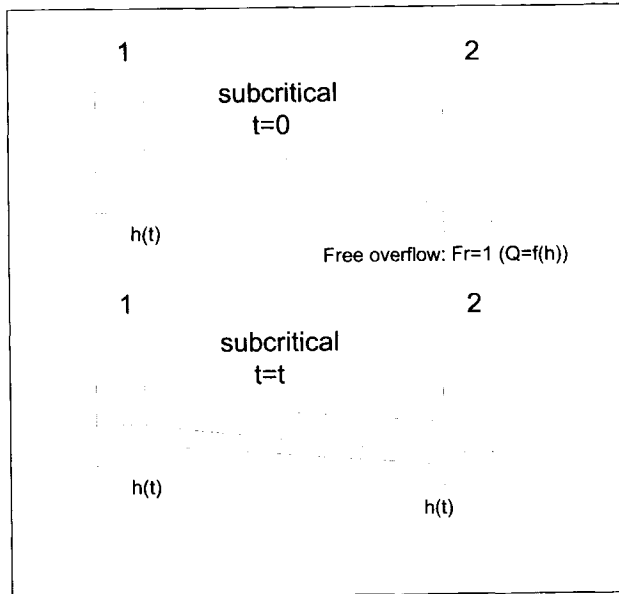 1 2
subcritical
t=0
h(t)
Free overflow: Fr=1 (Q=f(h))
1 2
subcritical
t=t
h(t)
h(t)